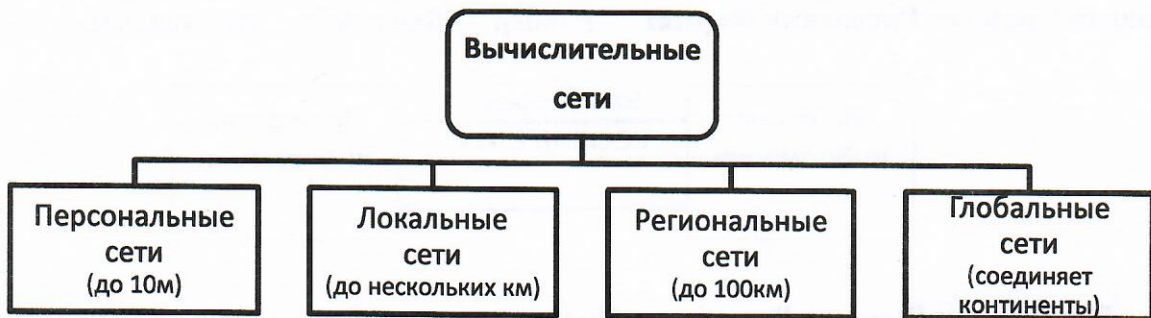 Вычислительные
сети
Персональные
сети
(до 10м)
Локальные
сети
(до нескольких км)
Региональные
сети
(до 100км)
Глобальные
сети
(соединяет
континенты)